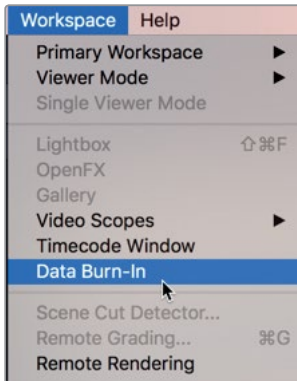 Workspace Help
Primary Workspace ▶
Viewer Mode ▶
Single Viewer Mode
Lightbox ⇧⌘F
OpenFX
Gallery
Video Scopes ▶
Timecode Window
Data Burn-In
Scene Cut Detector...
Remote Grading... ⌘G
Remote Rendering